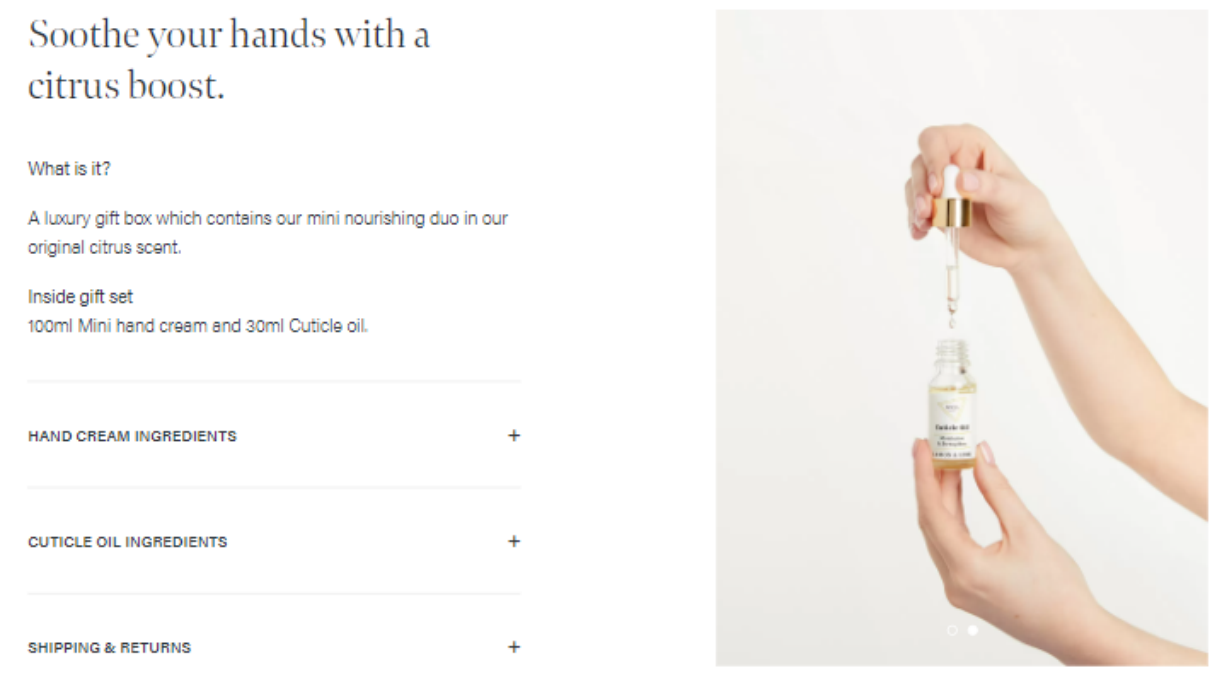 Soothe your hands with a
citrus boost.
What is it?
A luxury gift box which contains our mini nourishing duo in our
original citrus scent.
Inside gift set
100ml Mini hand cream and 30ml Cuticle oil.
HAND CREAM INGREDIENTS +
CUTICLE OIL INGREDIENTS +
SHIPPING & RETURNS +
Cuticle Oil